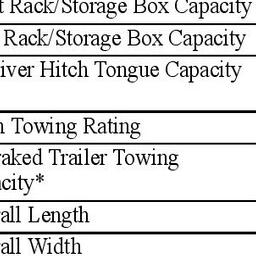 Rack/Storage Box Capacity
Rack/Storage Box Capacity
iver Hitch Tongue Capacity
Towing Rating
aked Trailer Towing
city*
all Length
all Width